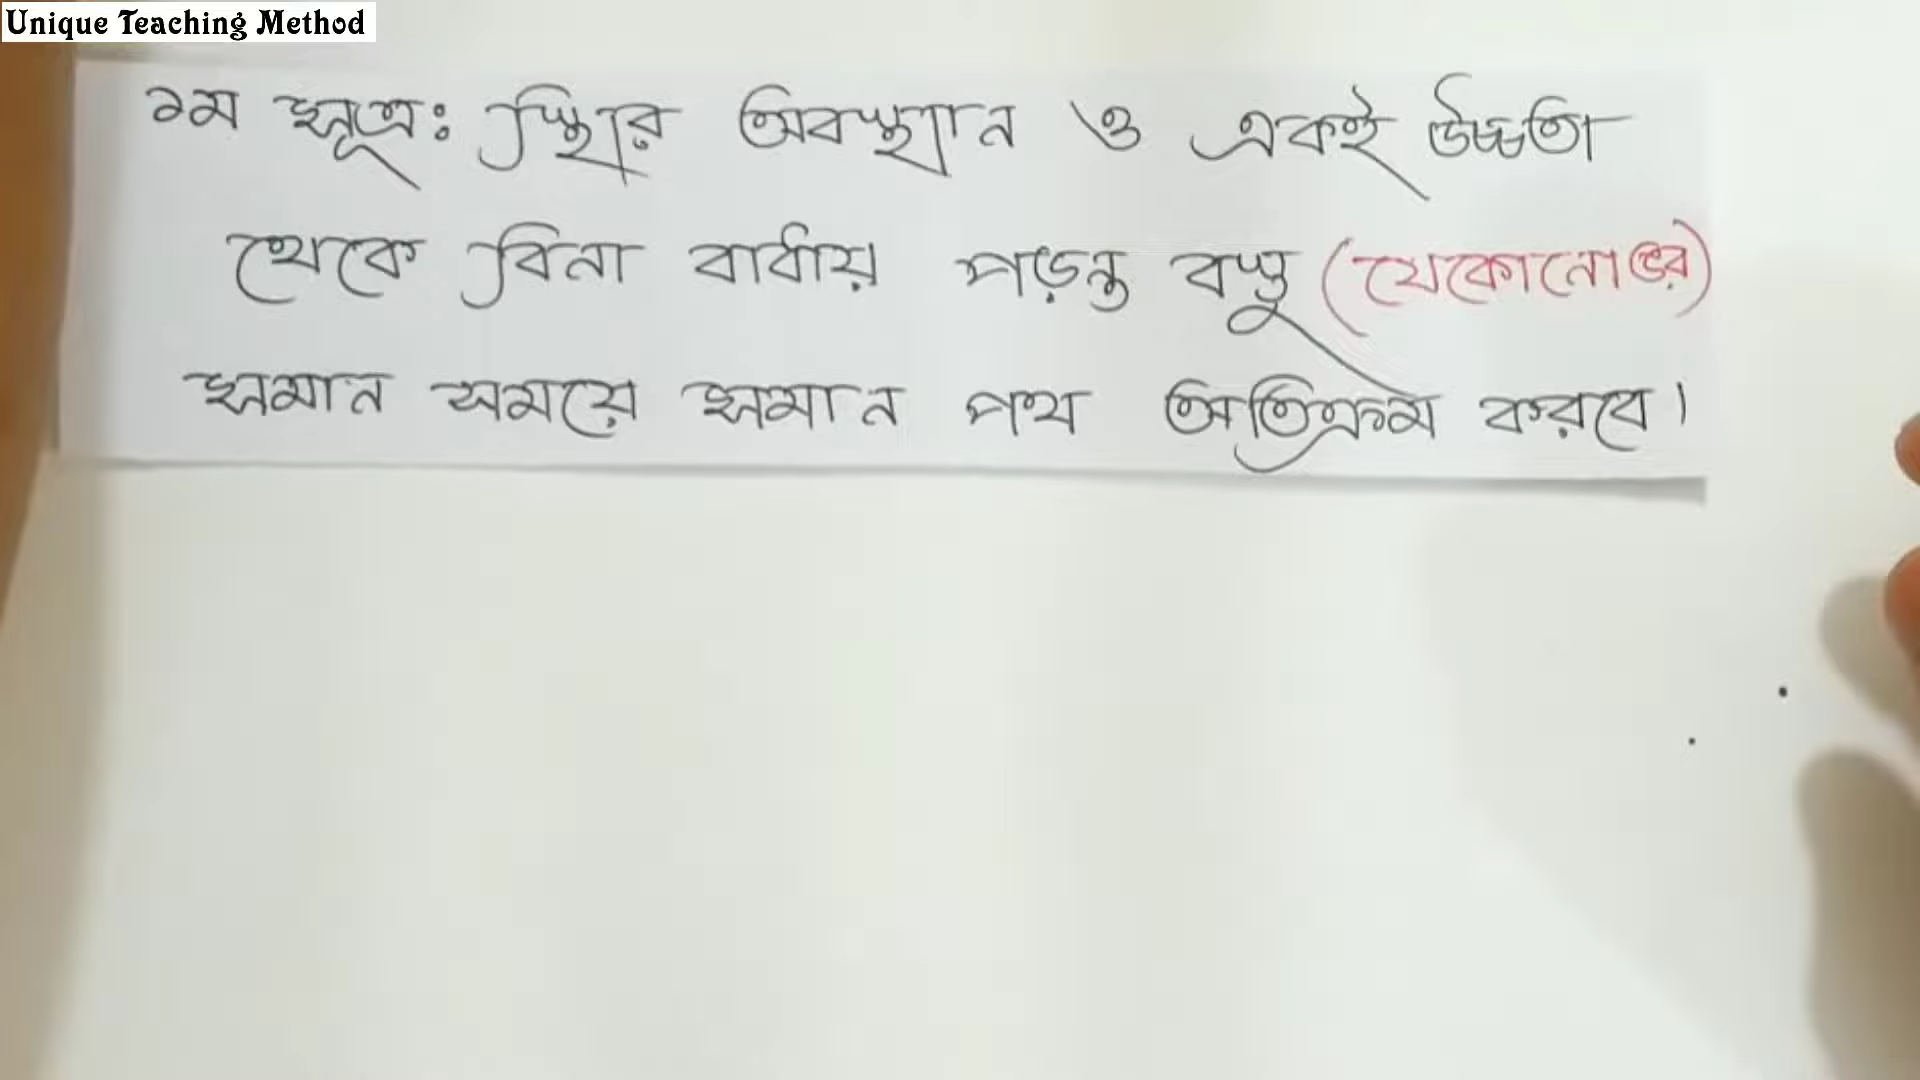 Unique Teaching Method
১ম সূত্রঃ স্থির অবস্থান ও একই উচ্চতা
থেকে বিনা বাধায় পড়ন্ত বস্তু (যেকোনো ভর)
সমান সময়ে সমান পথ অতিক্রম করবে।